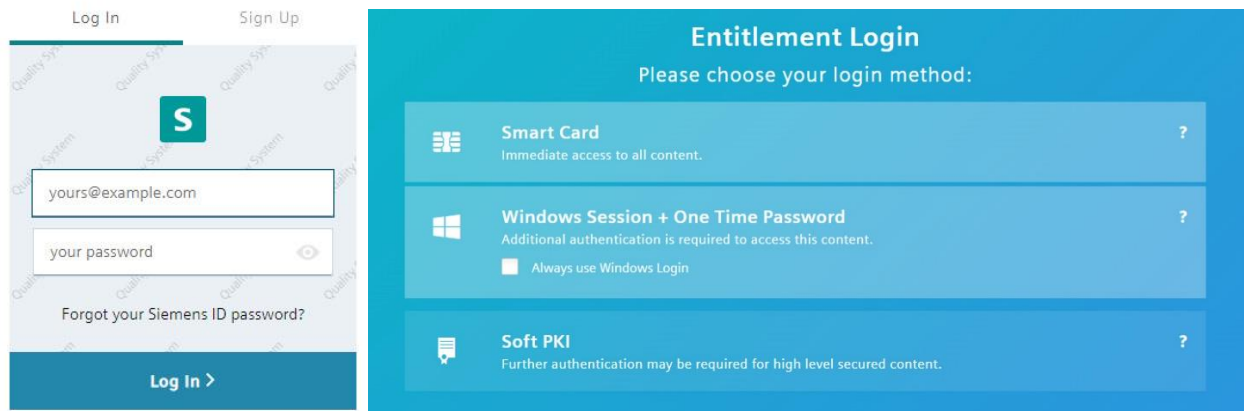 Log In
Sign Up
Quality System
S
yours@example.com
your password
Forgot your Siemens ID password?
Log In >
Entitlement Login
Please choose your login method:
Smart Card ?
Immediate access to all content.
Windows Session + One Time Password ?
Additional authentication is required to access this content.
Always use Windows Login
Soft PKI ?
Further authentication may be required for high level secured content.